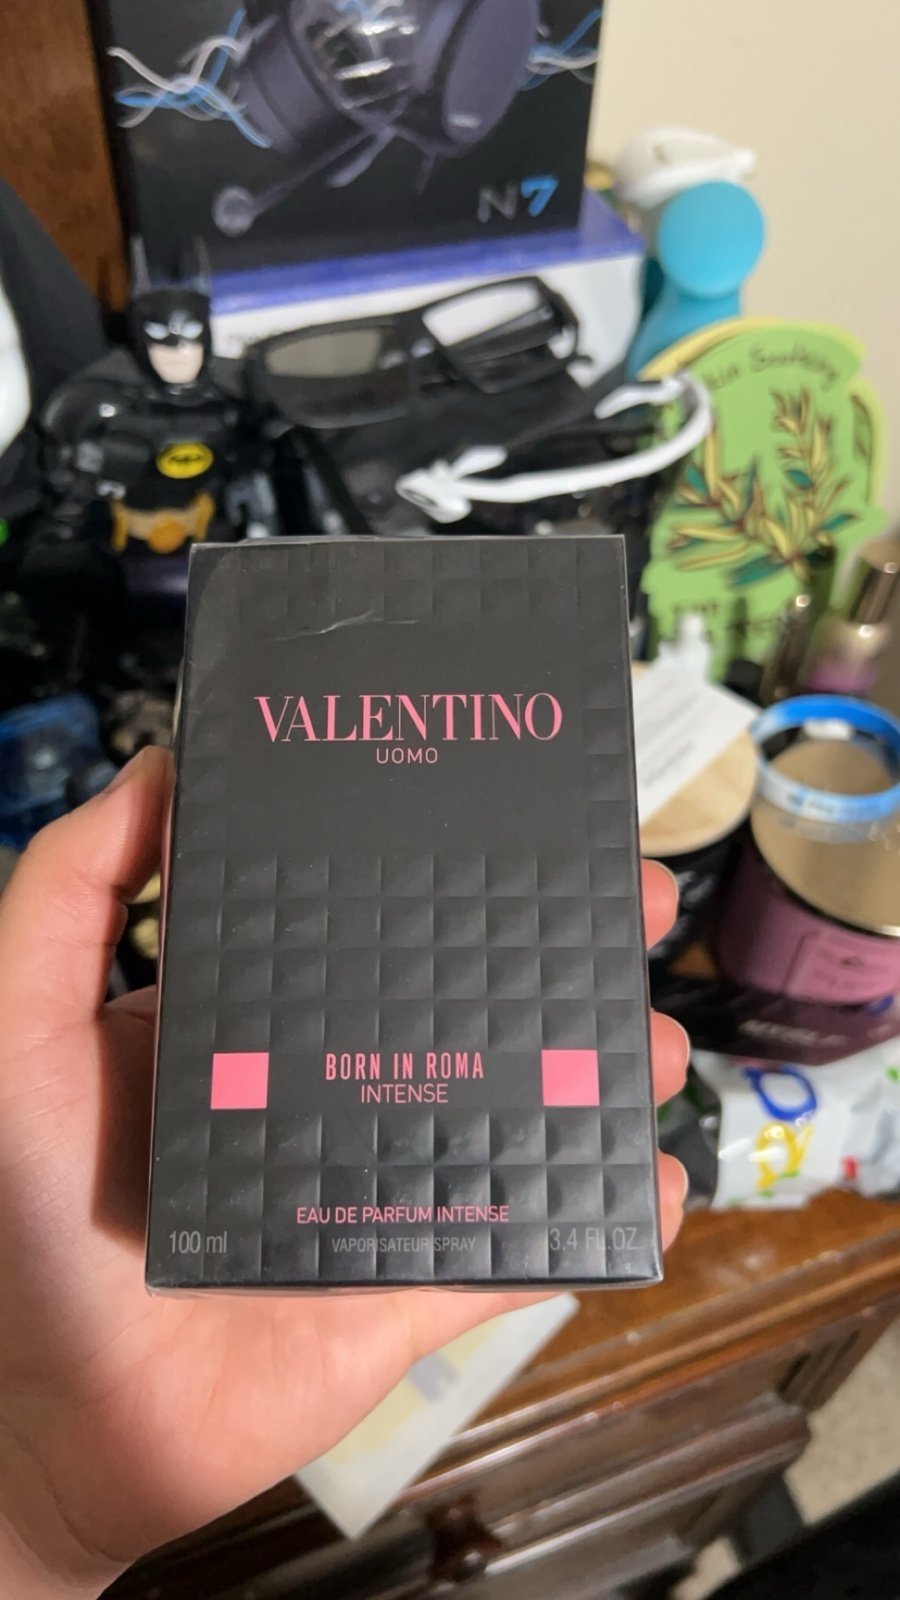 N7
VALENTINO
UOMO
BORN IN ROMA
INTENSE
EAU DE PARFUM INTENSE
100 ml
VAPORISATEUR SPRAY
3.4 FL.OZ